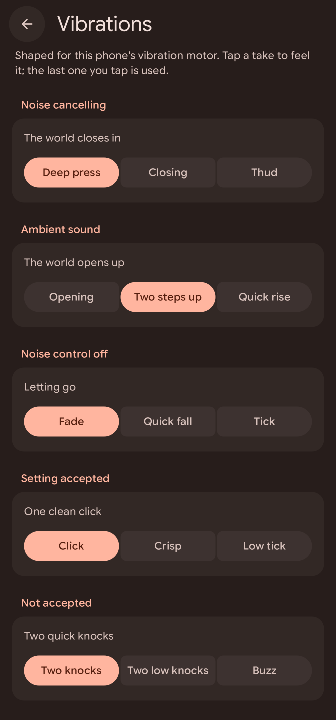 Vibrations
Shaped for this phone's vibration motor. Tap a take to feel
it; the last one you tap is used.
Noise cancelling
The world closes in
Deep press
Closing
Thud
Ambient sound
The world opens up
Opening
Two steps up
Quick rise
Noise control off
Letting go
Fade
Quick fall
Tick
Setting accepted
One clean click
Click
Crisp
Low tick
Not accepted
Two quick knocks
Two knocks
Two low knocks
Buzz